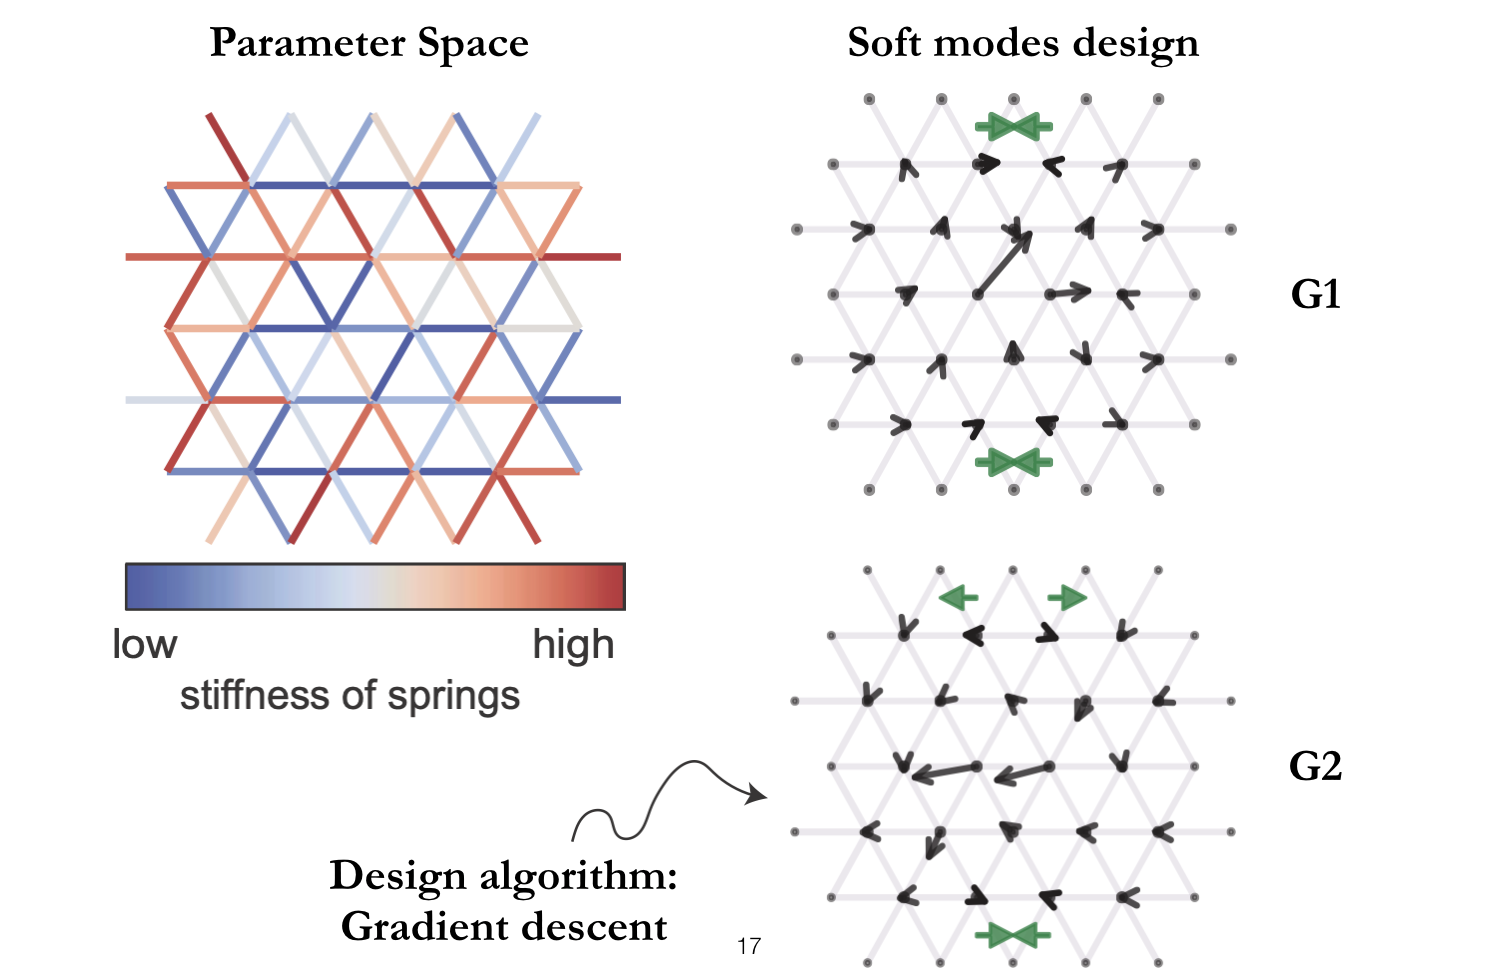 Parameter Space
Soft modes design
G1
low
high
stiffness of springs
G2
Design algorithm:
Gradient descent
17